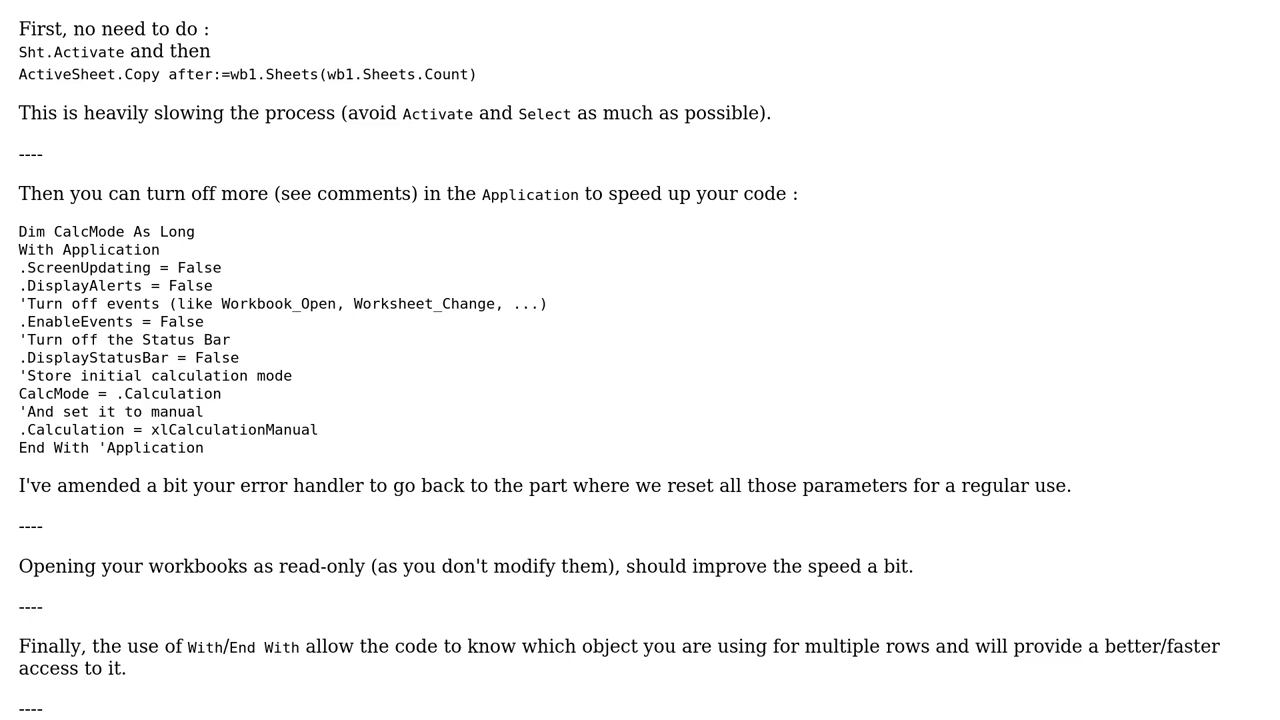 First, no need to do :
Sht.Activate and then
ActiveSheet.Copy after:=wb1.Sheets(wb1.Sheets.Count)
This is heavily slowing the process (avoid Activate and Select as much as possible).
----
Then you can turn off more (see comments) in the Application to speed up your code :
Dim CalcMode As Long
With Application
.ScreenUpdating = False
.DisplayAlerts = False
'Turn off events (like Workbook_Open, Worksheet_Change, ...)
.EnableEvents = False
'Turn off the Status Bar
.DisplayStatusBar = False
'Store initial calculation mode
CalcMode = .Calculation
'And set it to manual
.Calculation = xlCalculationManual
End With 'Application
I've amended a bit your error handler to go back to the part where we reset all those parameters for a regular use.
----
Opening your workbooks as read-only (as you don't modify them), should improve the speed a bit.
----
Finally, the use of With/End With allow the code to know which object you are using for multiple rows and will provide a better/faster
access to it.
----